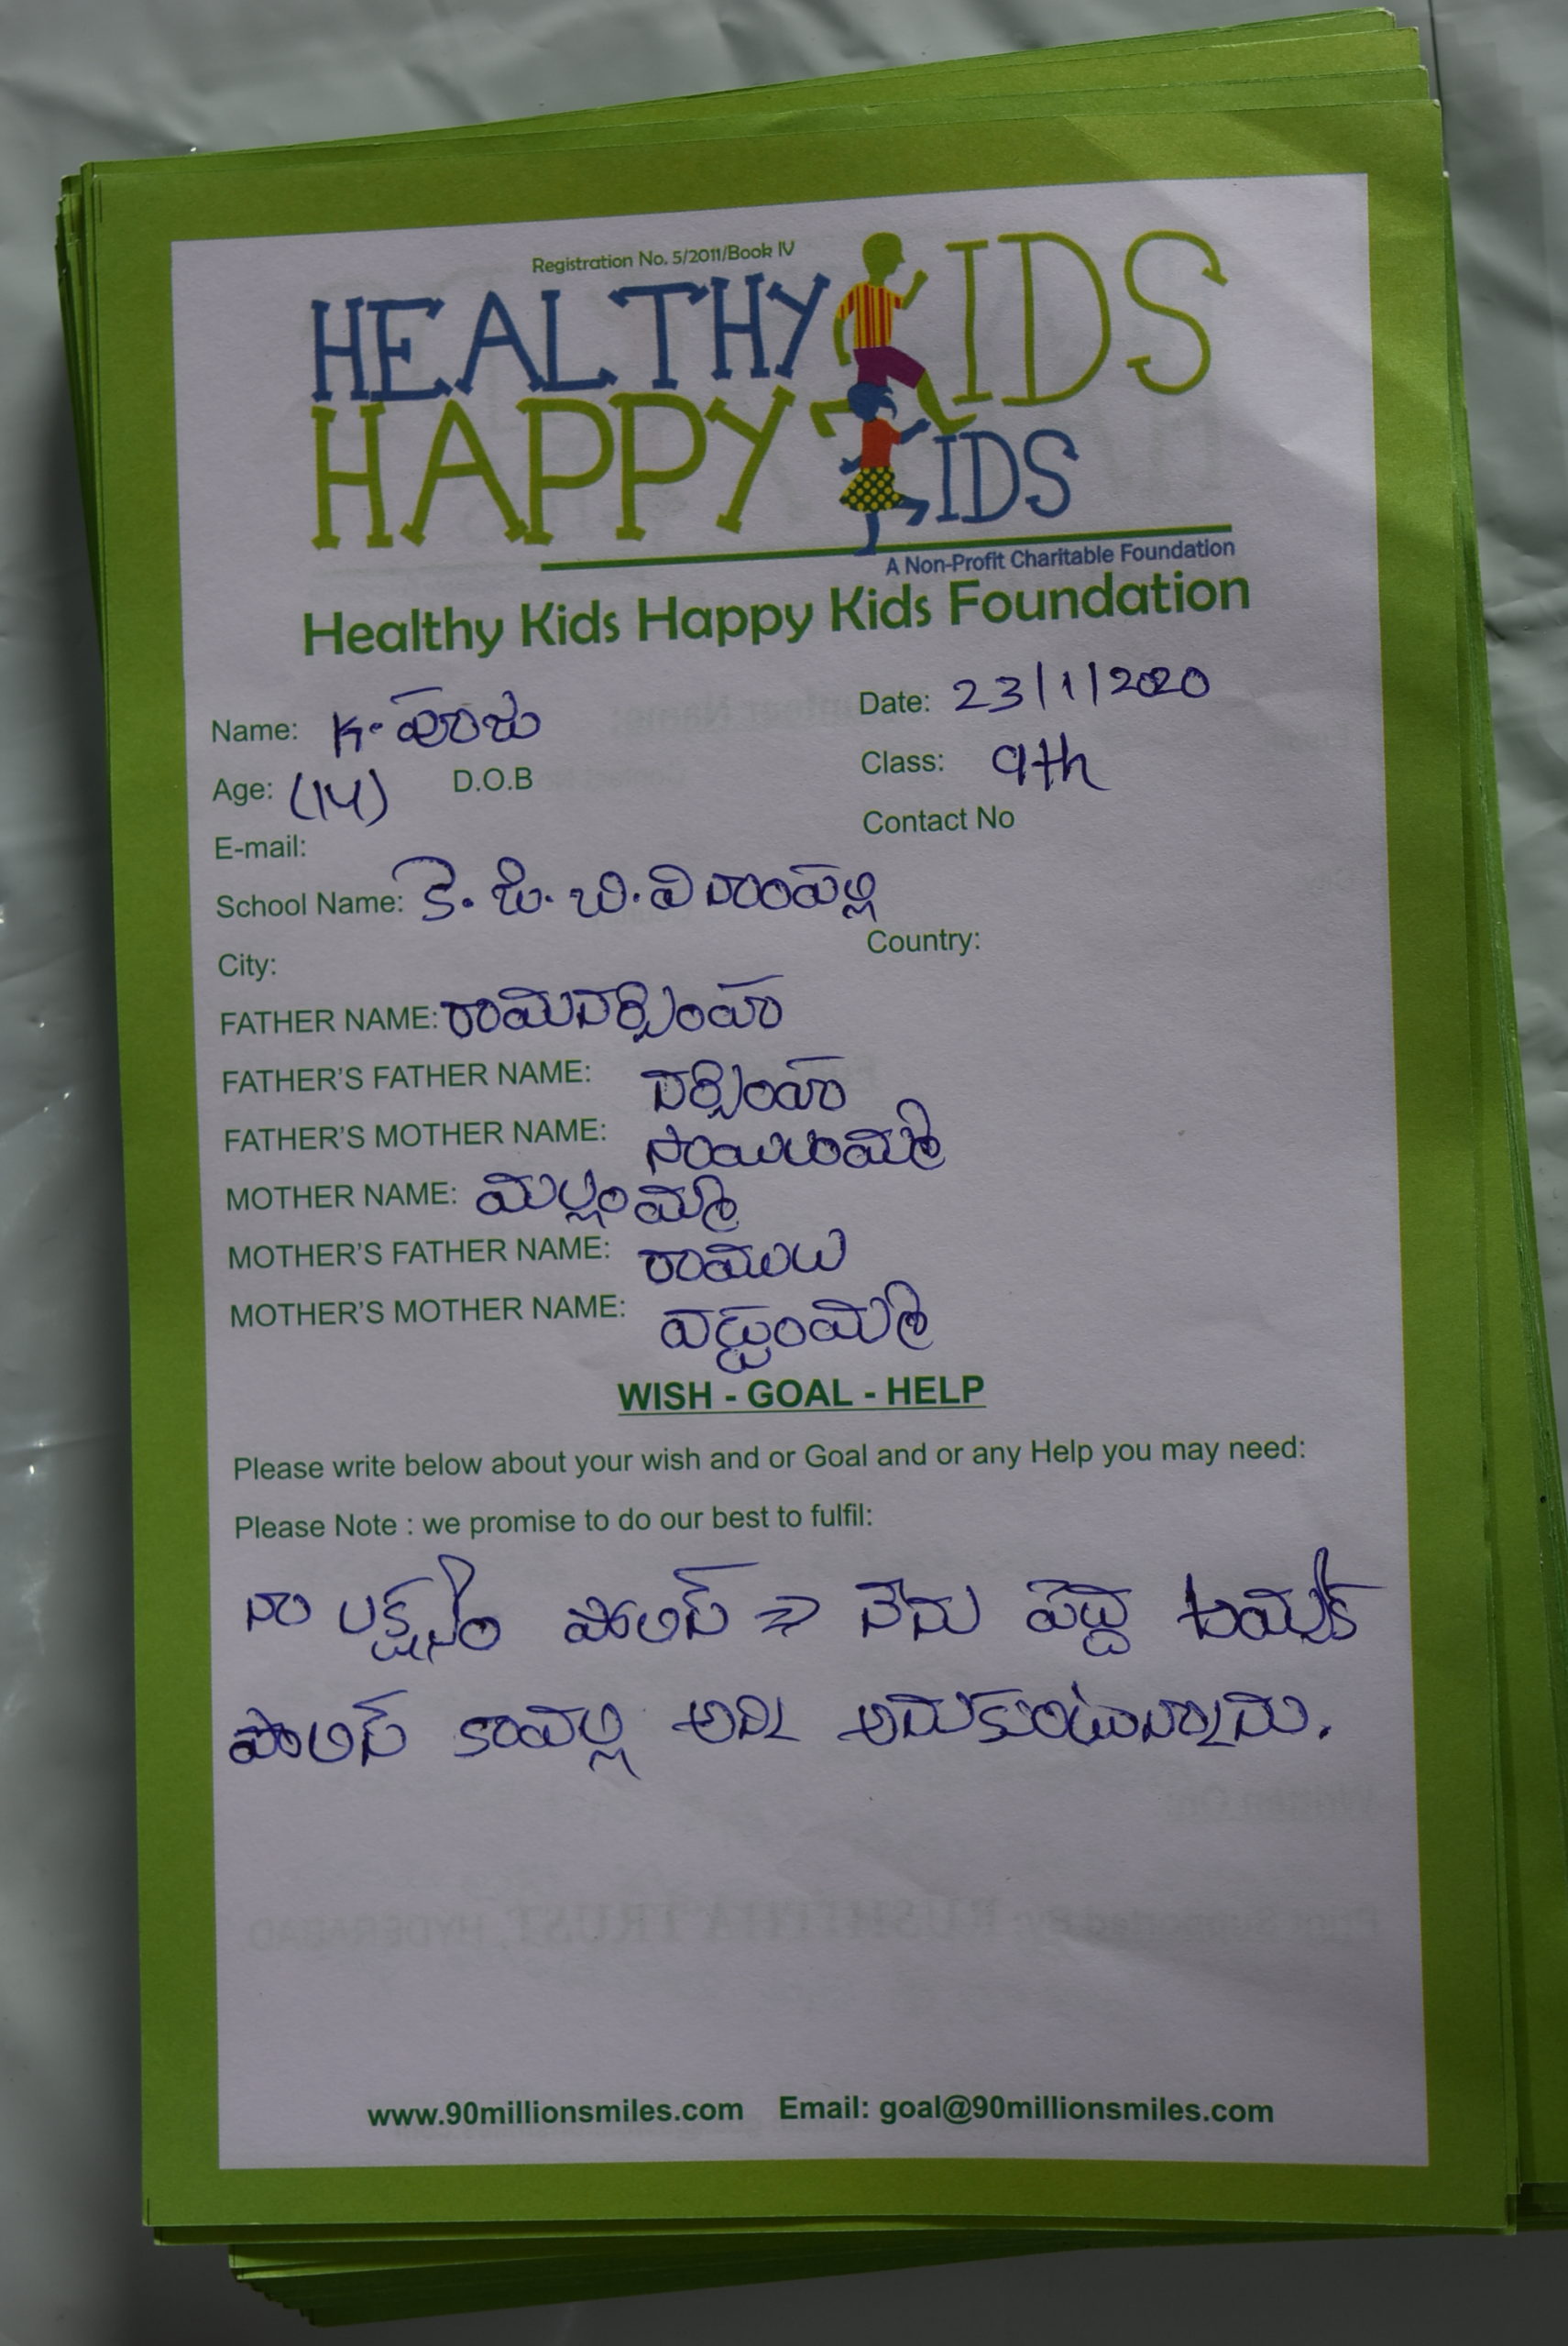 Registration No. 5/2011/Book IV
HEALTHY KIDS
HAPPY KIDS
A Non-Profit Charitable Foundation
Healthy Kids Happy Kids Foundation
Name: K. పూజ Date: 23/1/2020
Age: (14) D.O.B Class: 9th
E-mail: Contact No
School Name: కె. జి. బి. వి రాంపల్లి
City: Country:
FATHER NAME: రామనర్సింహ
FATHER'S FATHER NAME: నర్సింహ
FATHER'S MOTHER NAME: సాయిలమ్మ
MOTHER NAME: మల్లంమ్మ
MOTHER'S FATHER NAME: రాములు
MOTHER'S MOTHER NAME:
WISH - GOAL - HELP
Please write below about your wish and or Goal and or any Help you may need:
Please Note : we promise to do our best to fulfil:
నా లక్ష్యం పోలిస్ => నేను పెద్ద
పొలిస్ కావల్లి అని అనుకుంటున్నాను.
www.90millionsmiles.com Email: goal@90millionsmiles.com